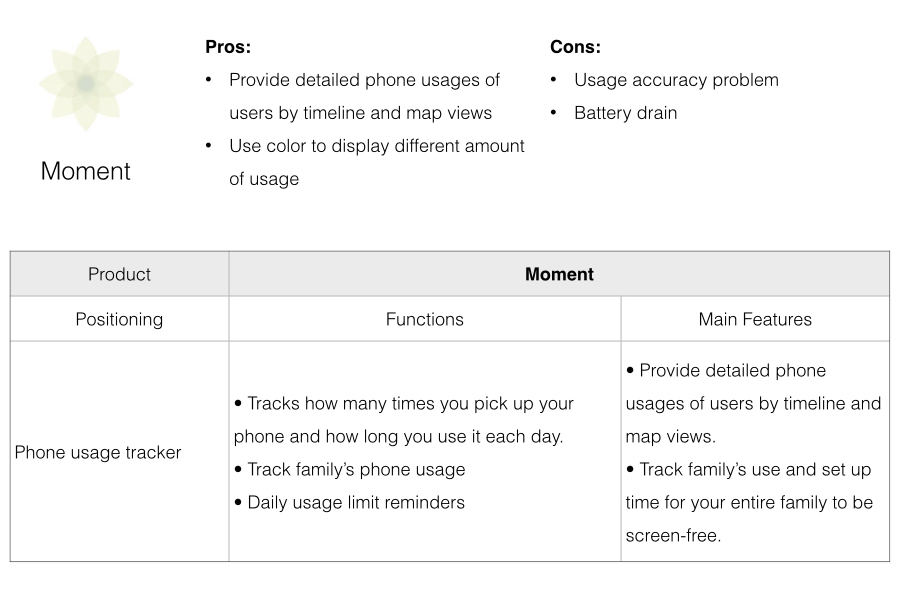 Moment
Pros:
• Provide detailed phone usages of
users by timeline and map views
• Use color to display different amount
of usage
Cons:
• Usage accuracy problem
• Battery drain
Product
Moment
Positioning
Functions
Main Features
Phone usage tracker
• Tracks how many times you pick up your
phone and how long you use it each day.
• Track family’s phone usage
• Daily usage limit reminders
• Provide detailed phone
usages of users by timeline and
map views.
• Track family’s use and set up
time for your entire family to be
screen-free.